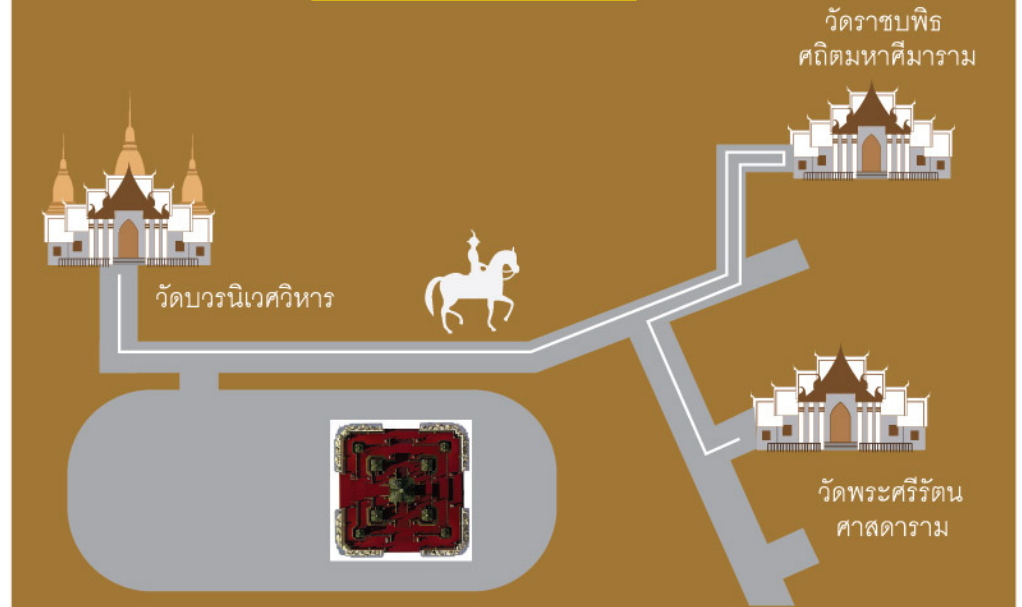 วัดราชบพิธ
ศถิตมหาศีมาราม
วัดบวรนิเวศวิหาร
วัดพระศรีรัตน
ศาสดาราม